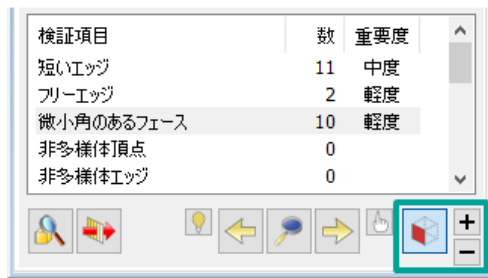 検証項目 数 重要度
短いエッジ 11 中度
フリーエッジ 2 軽度
微小角のあるフェース 10 軽度
非多様体頂点 0
非多様体エッジ 0
+
−